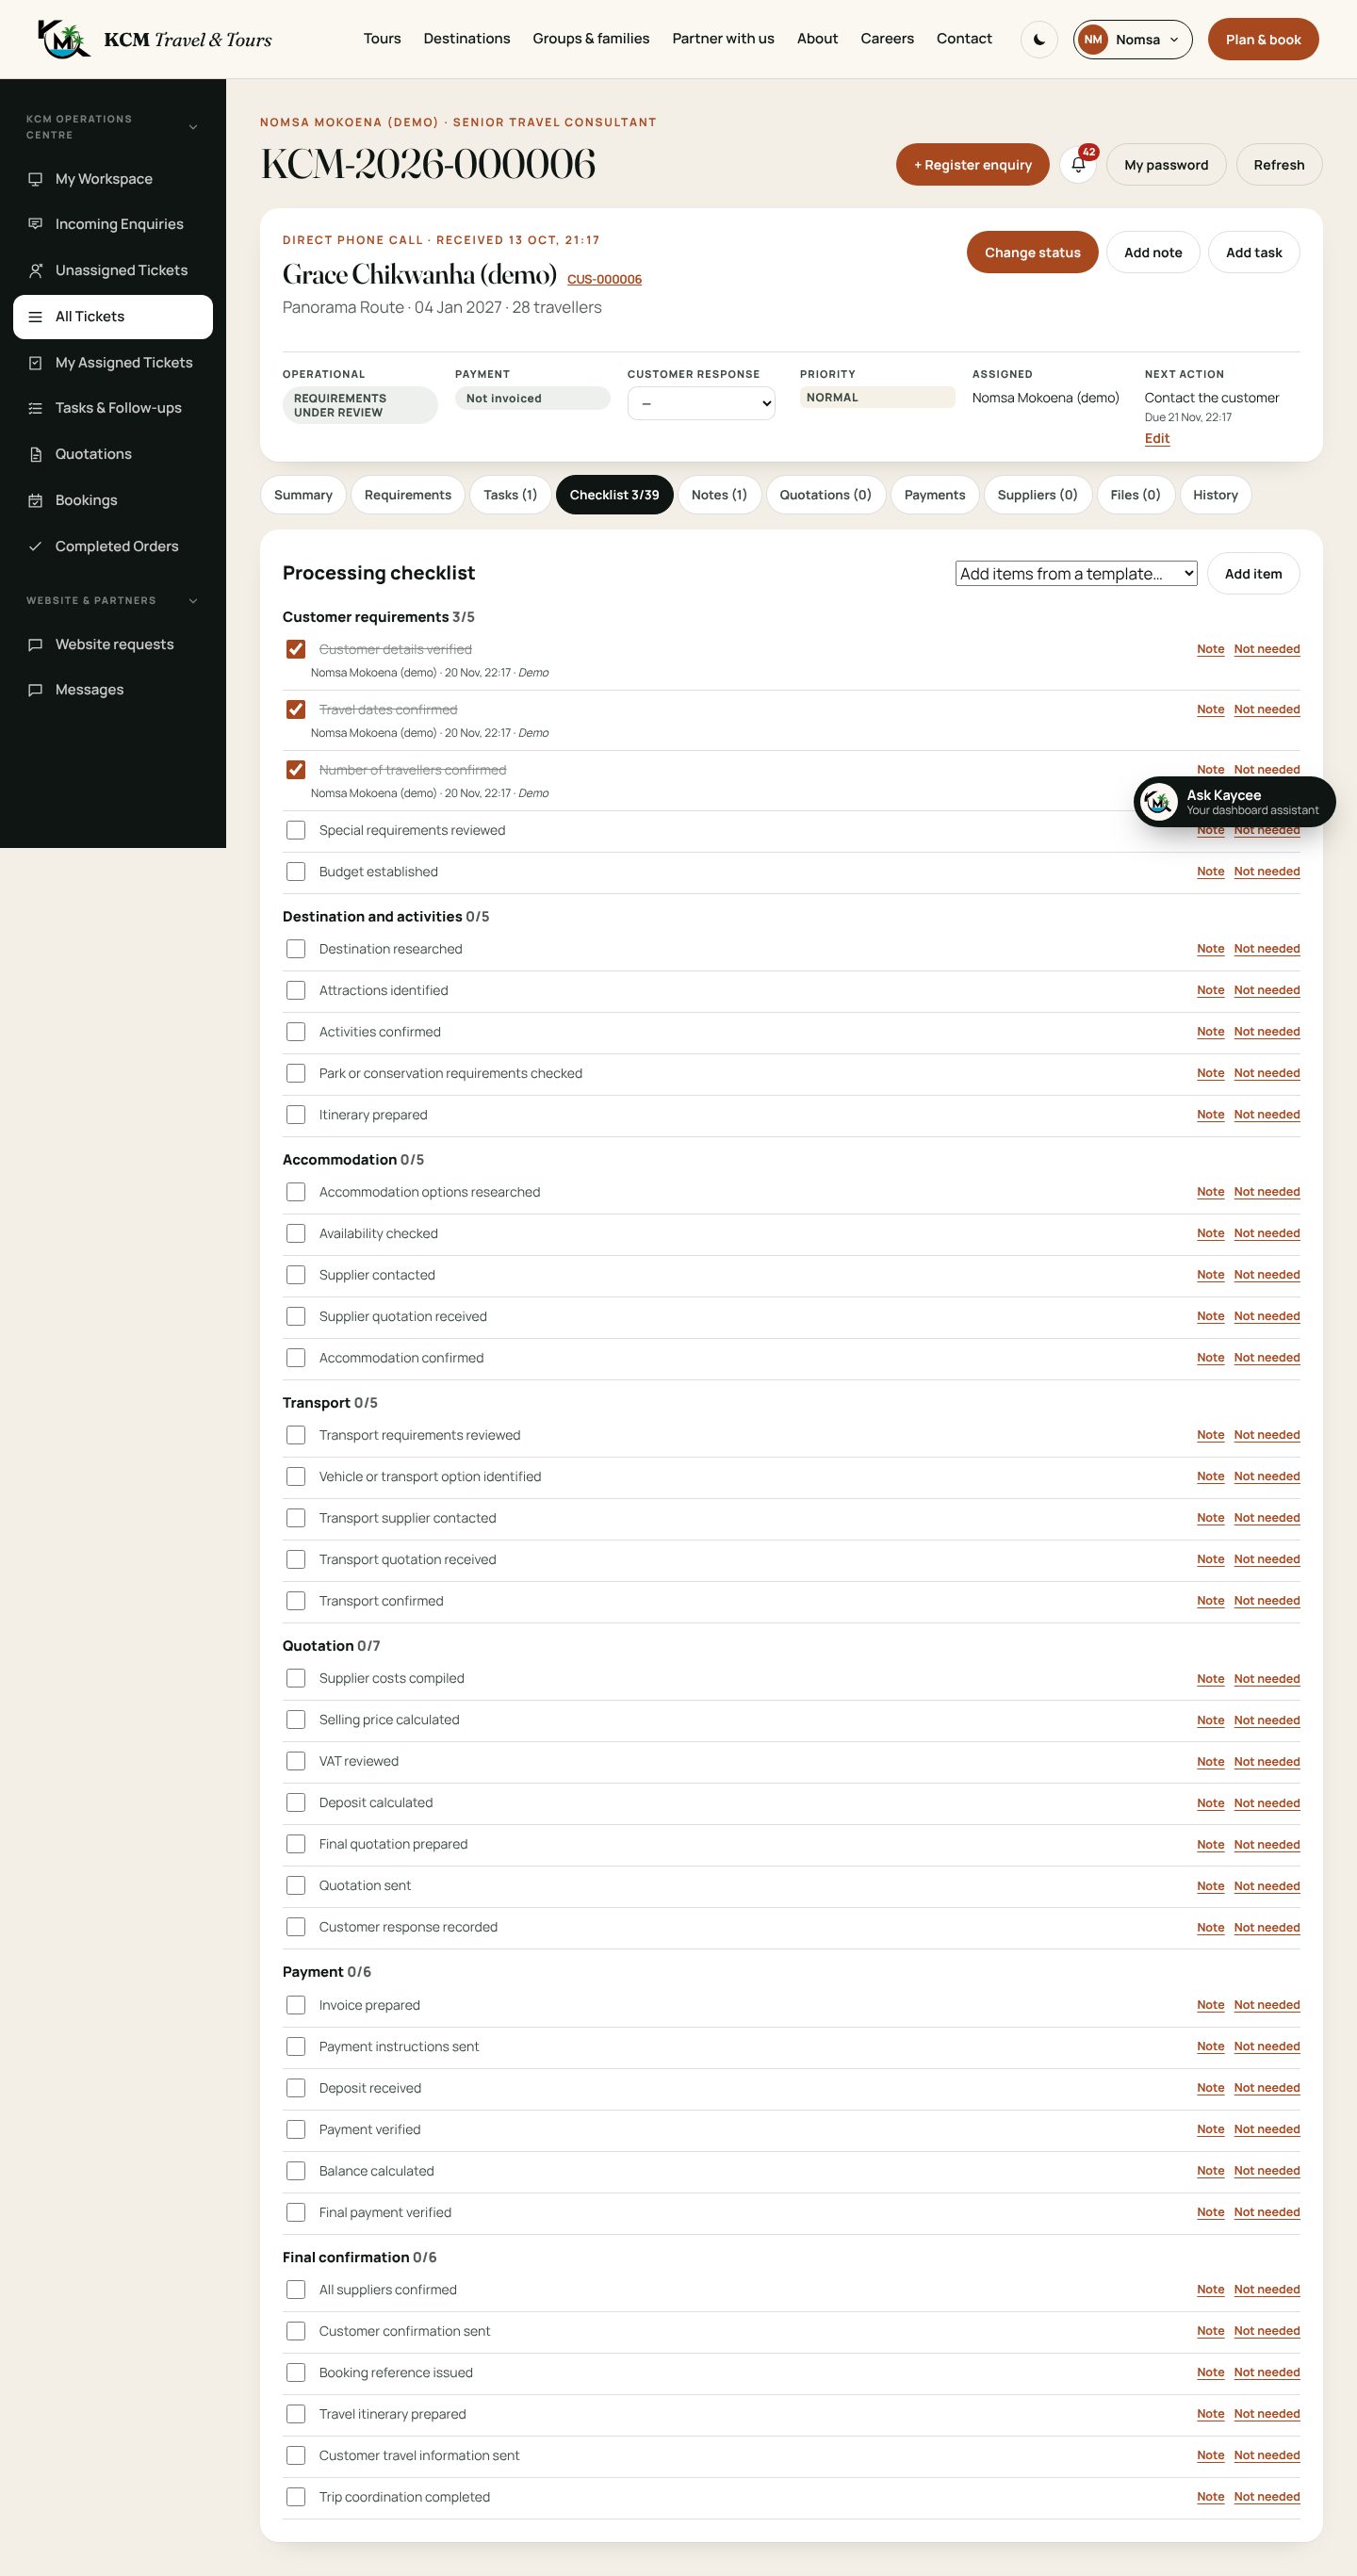 KCM Travel & Tours
Tours
Destinations
Groups & families
Partner with us
About
Careers
Contact
NM
Nomsa
Plan & book
KCM OPERATIONS
CENTRE
My Workspace
Incoming Enquiries
Unassigned Tickets
All Tickets
My Assigned Tickets
Tasks & Follow-ups
Quotations
Bookings
Completed Orders
WEBSITE & PARTNERS
Website requests
Messages
NOMSA MOKOENA (DEMO) · SENIOR TRAVEL CONSULTANT
KCM-2026-000006
+ Register enquiry
42
My password
Refresh
DIRECT PHONE CALL · RECEIVED 13 OCT, 21:17
Grace Chikwanha (demo) CUS-000006
Panorama Route · 04 Jan 2027 · 28 travellers
Change status
Add note
Add task
OPERATIONAL
REQUIREMENTS
UNDER REVIEW
PAYMENT
Not invoiced
CUSTOMER RESPONSE
—
PRIORITY
NORMAL
ASSIGNED
Nomsa Mokoena (demo)
NEXT ACTION
Contact the customer
Due 21 Nov, 22:17
Edit
Summary
Requirements
Tasks (1)
Checklist 3/39
Notes (1)
Quotations (0)
Payments
Suppliers (0)
Files (0)
History
Processing checklist
Add items from a template...
Add item
Customer requirements 3/5
Customer details verified Note Not needed
Nomsa Mokoena (demo) · 20 Nov, 22:17 · Demo
Travel dates confirmed Note Not needed
Nomsa Mokoena (demo) · 20 Nov, 22:17 · Demo
Number of travellers confirmed Note Not needed
Nomsa Mokoena (demo) · 20 Nov, 22:17 · Demo
Ask Kaycee
Your dashboard assistant
Special requirements reviewed Note Not needed
Budget established Note Not needed
Destination and activities 0/5
Destination researched Note Not needed
Attractions identified Note Not needed
Activities confirmed Note Not needed
Park or conservation requirements checked Note Not needed
Itinerary prepared Note Not needed
Accommodation 0/5
Accommodation options researched Note Not needed
Availability checked Note Not needed
Supplier contacted Note Not needed
Supplier quotation received Note Not needed
Accommodation confirmed Note Not needed
Transport 0/5
Transport requirements reviewed Note Not needed
Vehicle or transport option identified Note Not needed
Transport supplier contacted Note Not needed
Transport quotation received Note Not needed
Transport confirmed Note Not needed
Quotation 0/7
Supplier costs compiled Note Not needed
Selling price calculated Note Not needed
VAT reviewed Note Not needed
Deposit calculated Note Not needed
Final quotation prepared Note Not needed
Quotation sent Note Not needed
Customer response recorded Note Not needed
Payment 0/6
Invoice prepared Note Not needed
Payment instructions sent Note Not needed
Deposit received Note Not needed
Payment verified Note Not needed
Balance calculated Note Not needed
Final payment verified Note Not needed
Final confirmation 0/6
All suppliers confirmed Note Not needed
Customer confirmation sent Note Not needed
Booking reference issued Note Not needed
Travel itinerary prepared Note Not needed
Customer travel information sent Note Not needed
Trip coordination completed Note Not needed